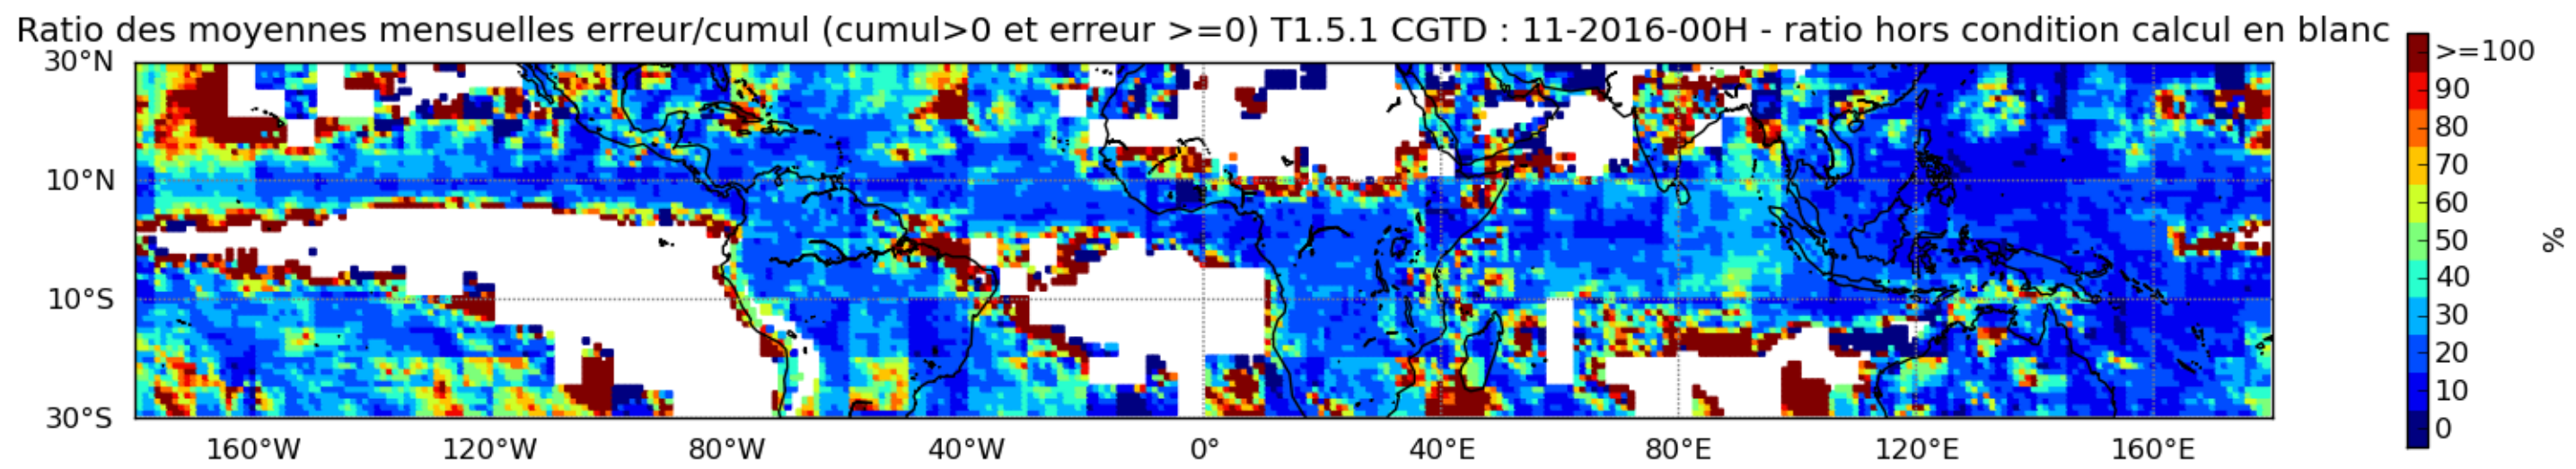 Ratio des moyennes mensuelles erreur/cumul (cumul>0 et erreur >=0) T1.5.1 CGTD : 11-2016-00H - ratio hors condition calcul en blanc
30°N
10°N
10°S
30°S
160°W 120°W 80°W 40°W 0° 40°E 80°E 120°E 160°E
>=100
90
80
70
60
50
40
30
20
10
0
%